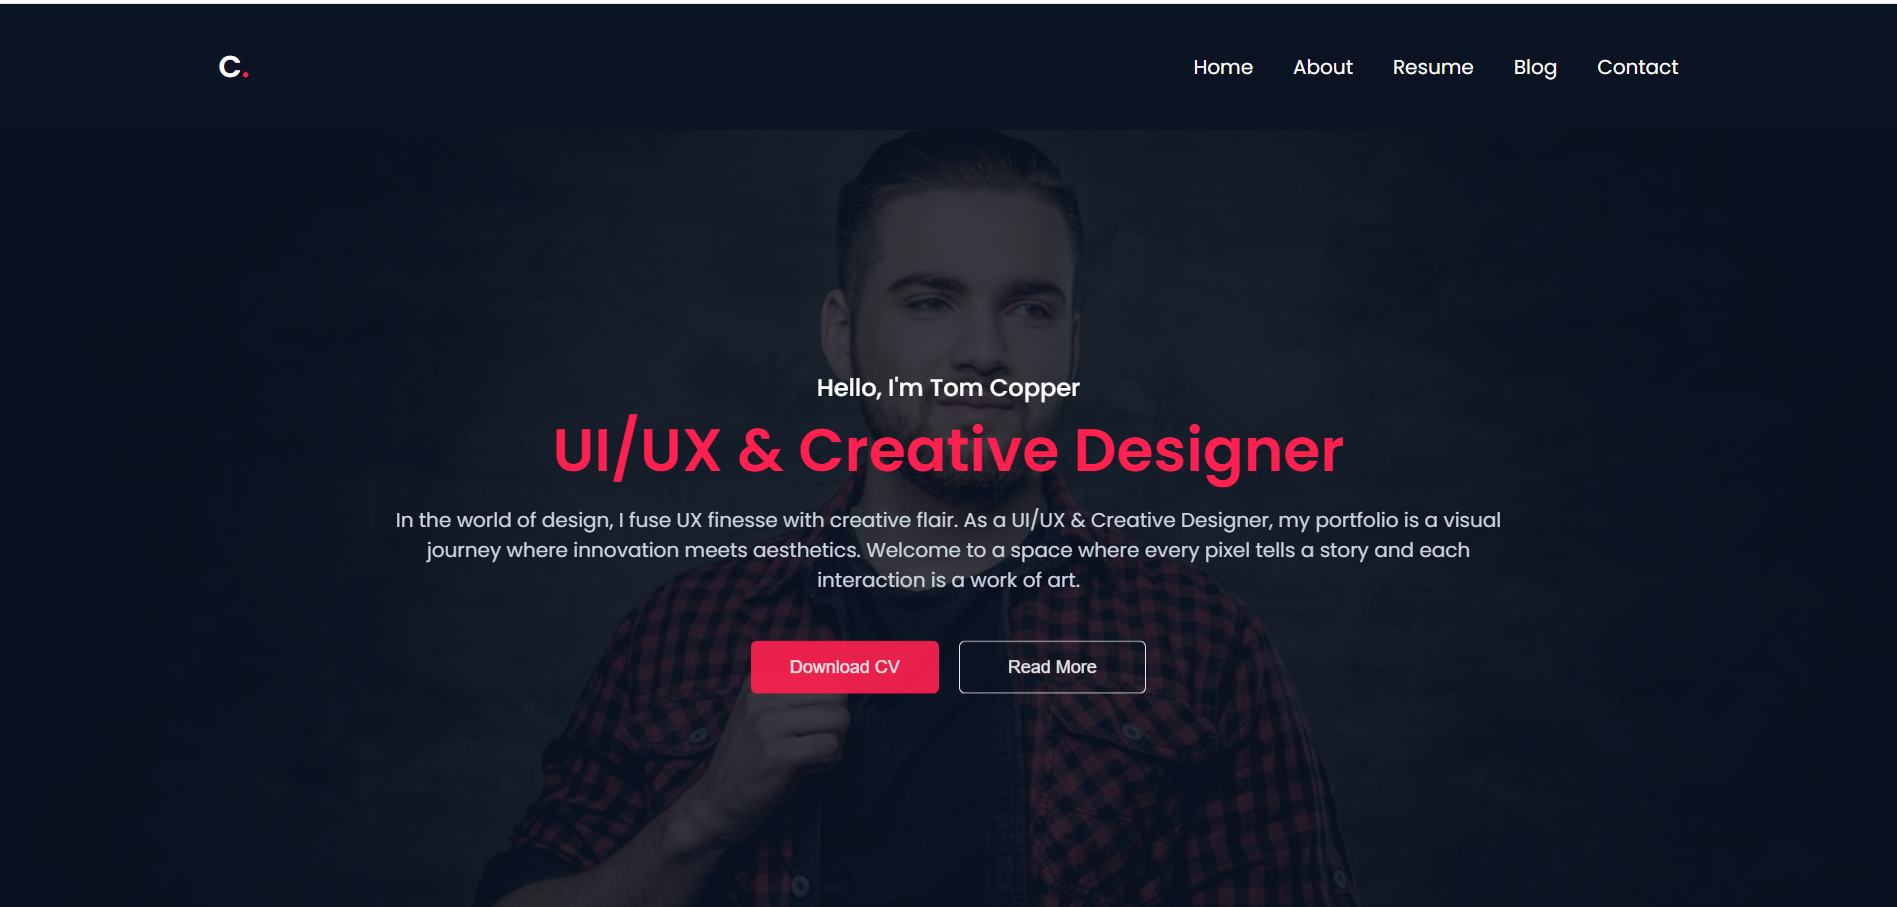 C.
Home About Resume Blog Contact
Hello, I'm Tom Copper
UI/UX & Creative Designer
In the world of design, I fuse UX finesse with creative flair. As a UI/UX & Creative Designer, my portfolio is a visual
journey where innovation meets aesthetics. Welcome to a space where every pixel tells a story and each
interaction is a work of art.
Download CV Read More